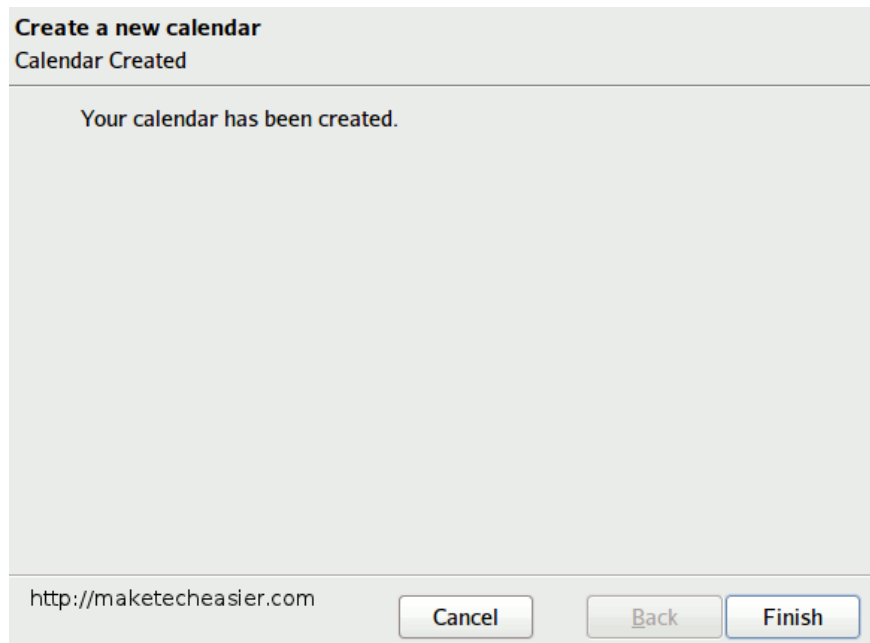 Create a new calendar
Calendar Created
Your calendar has been created.
http://maketecheasier.com
Cancel
Back
Finish